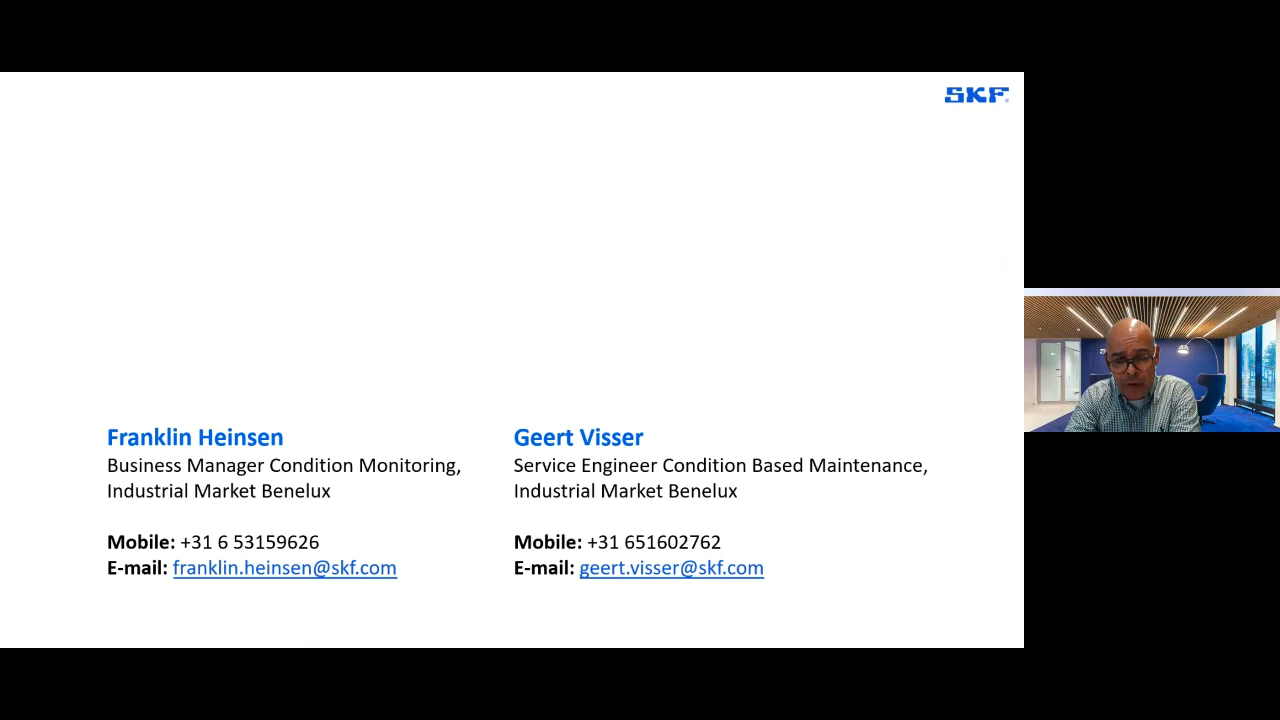 SKF
Franklin Heinsen
Business Manager Condition Monitoring,
Industrial Market Benelux
Mobile: +31 6 53159626
E-mail: franklin.heinsen@skf.com
Geert Visser
Service Engineer Condition Based Maintenance,
Industrial Market Benelux
Mobile: +31 651602762
E-mail: geert.visser@skf.com